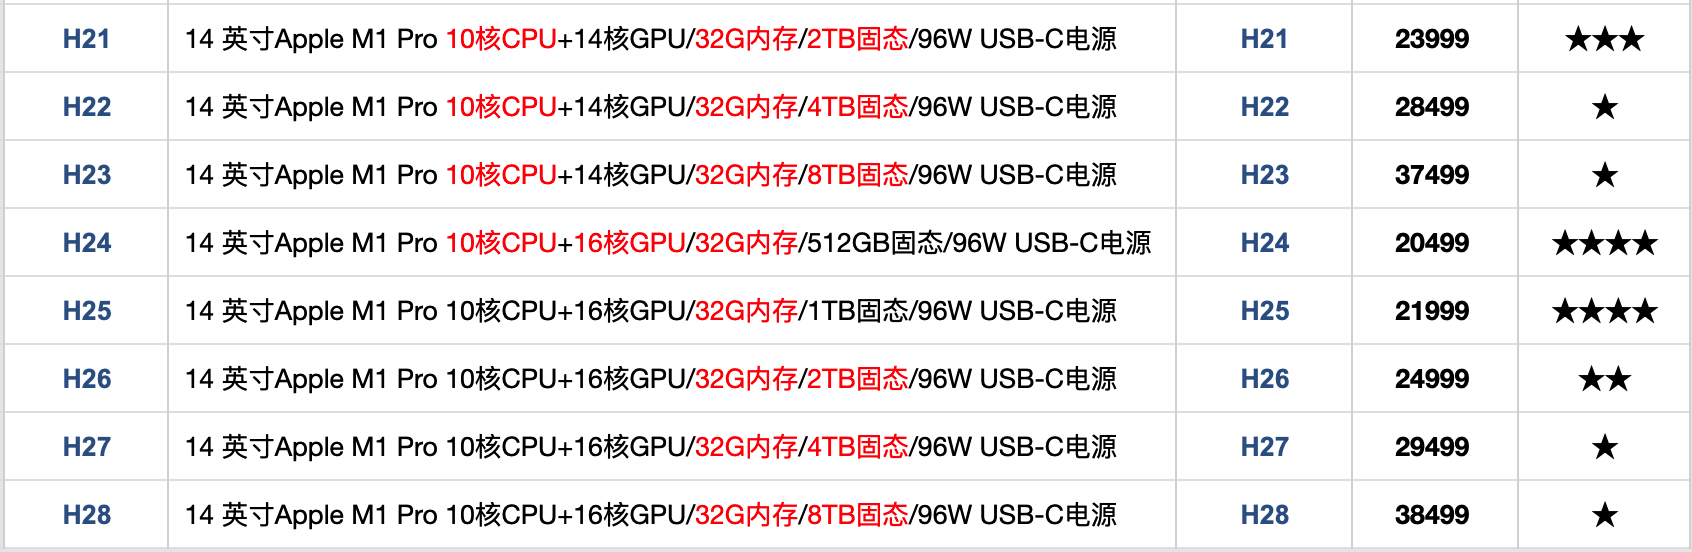 H21 14 英寸Apple M1 Pro 10核CPU+14核GPU/32G内存/2TB固态/96W USB-C电源 H21 23999 ★★★
H22 14 英寸Apple M1 Pro 10核CPU+14核GPU/32G内存/4TB固态/96W USB-C电源 H22 28499 ★
H23 14 英寸Apple M1 Pro 10核CPU+14核GPU/32G内存/8TB固态/96W USB-C电源 H23 37499 ★
H24 14 英寸Apple M1 Pro 10核CPU+16核GPU/32G内存/512GB固态/96W USB-C电源 H24 20499 ★★★★
H25 14 英寸Apple M1 Pro 10核CPU+16核GPU/32G内存/1TB固态/96W USB-C电源 H25 21999 ★★★★
H26 14 英寸Apple M1 Pro 10核CPU+16核GPU/32G内存/2TB固态/96W USB-C电源 H26 24999 ★★
H27 14 英寸Apple M1 Pro 10核CPU+16核GPU/32G内存/4TB固态/96W USB-C电源 H27 29499 ★
H28 14 英寸Apple M1 Pro 10核CPU+16核GPU/32G内存/8TB固态/96W USB-C电源 H28 38499 ★